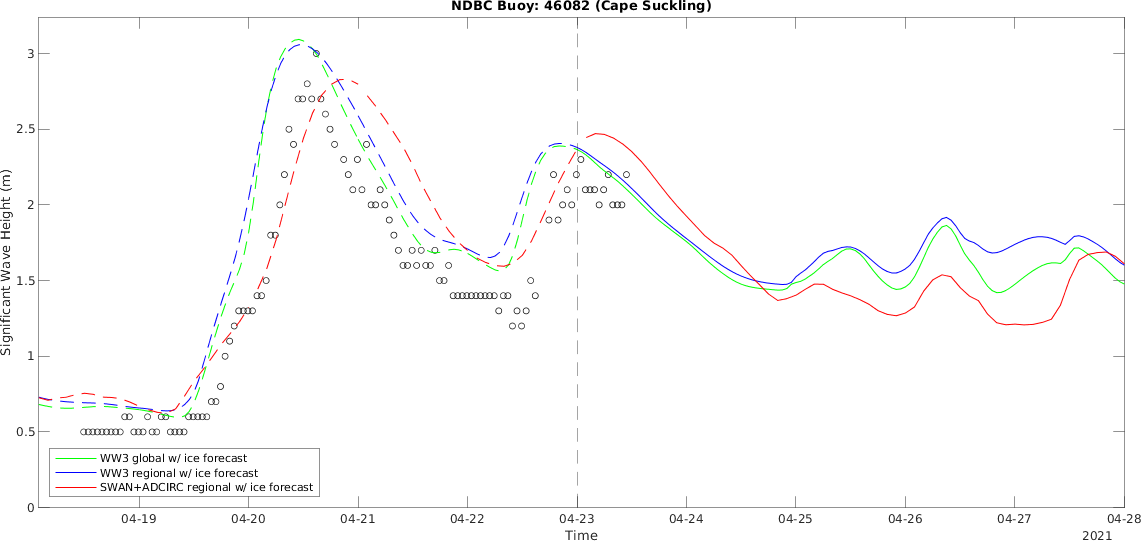 NDBC Buoy: 46082 (Cape Suckling)
Significant Wave Height (m)
3
2.5
2
1.5
1
0.5
0
WW3 global w/ ice forecast
WW3 regional w/ ice forecast
SWAN+ADCIRC regional w/ ice forecast
04-19 04-20 04-21 04-22 04-23 04-24 04-25 04-26 04-27 04-28
Time
2021